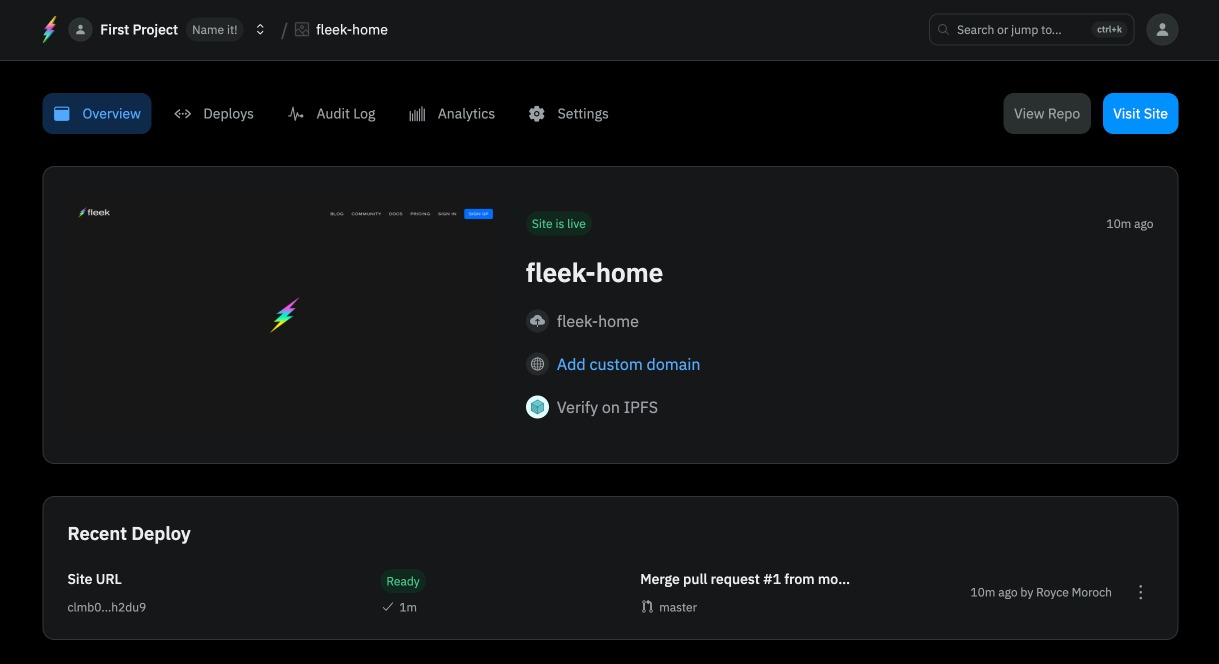 First Project Name it! / fleek-home
Search or jump to... ctrl+k
Overview Deploys Audit Log Analytics Settings View Repo Visit Site
fleek BLOG COMMUNITY DOCS PRICING SIGN IN SIGN UP
Site is live 10m ago
fleek-home
fleek-home
Add custom domain
Verify on IPFS
Recent Deploy
Site URL Ready Merge pull request #1 from mo...
clmb0...h2du9 1m master 10m ago by Royce Moroch